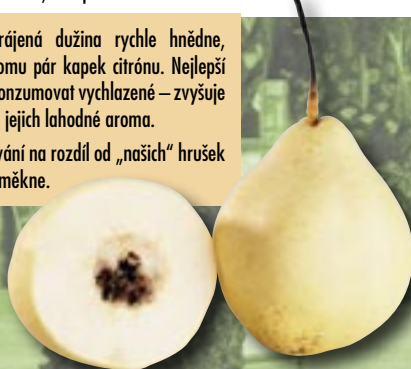 rájená dužina rychle hnědne,
omu pár kapek citrónu. Nejlepší
onzumovat vychlazené – zvyšuje
jejich lahodné aroma.
vání na rozdíl od „našich“ hrušek
měkne.